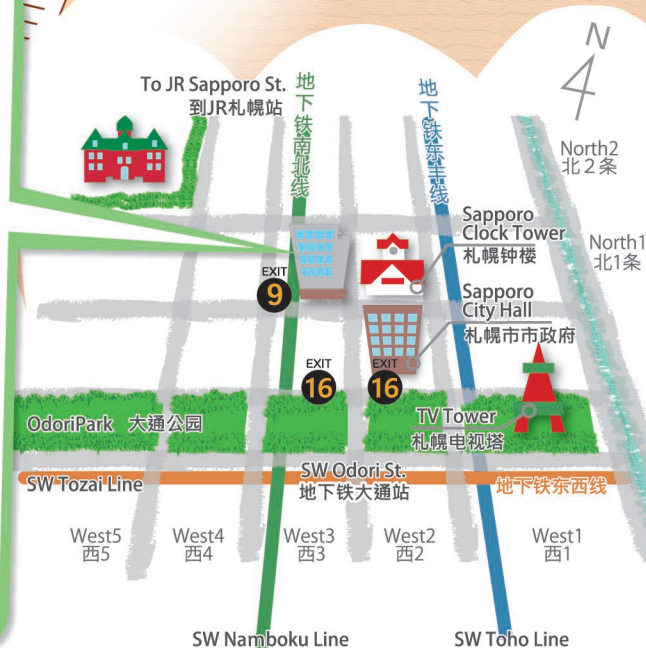 N
To JR Sapporo St.
到JR札幌站
地下铁南北线
地下铁东丰线
North2
北2条
Sapporo
Clock Tower
札幌钟楼
North1
北1条
EXIT
9
Sapporo
City Hall
札幌市市政府
EXIT
16
EXIT
16
OdoriPark 大通公园
TV Tower
札幌电视塔
SW Tozai Line
SW Odori St.
地下铁大通站
地下铁东西线
West5
西5
West4
西4
West3
西3
West2
西2
West1
西1
SW Namboku Line
SW Toho Line